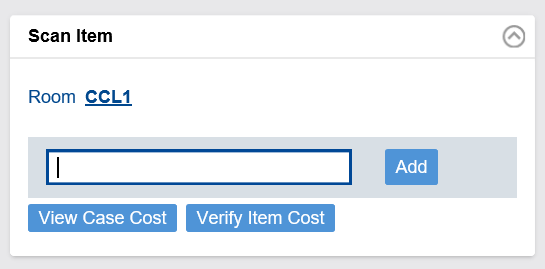 Scan Item
Room CCL1
Add
View Case Cost Verify Item Cost